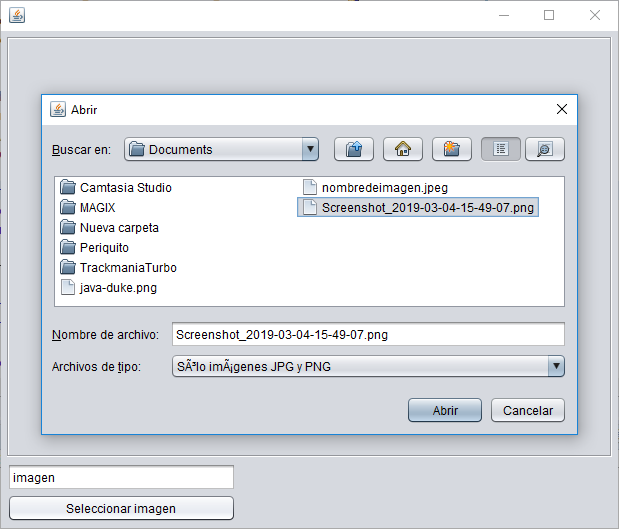 Abrir
Buscar en: Documents
Camtasia Studio
MAGIX
Nueva carpeta
Periquito
TrackmaniaTurbo
java-duke.png
nombredeimagen.jpeg
Screenshot_2019-03-04-15-49-07.png
Nombre de archivo: Screenshot_2019-03-04-15-49-07.png
Archivos de tipo: SÃ³lo imÃ¡genes JPG y PNG
Abrir Cancelar
imagen
Seleccionar imagen